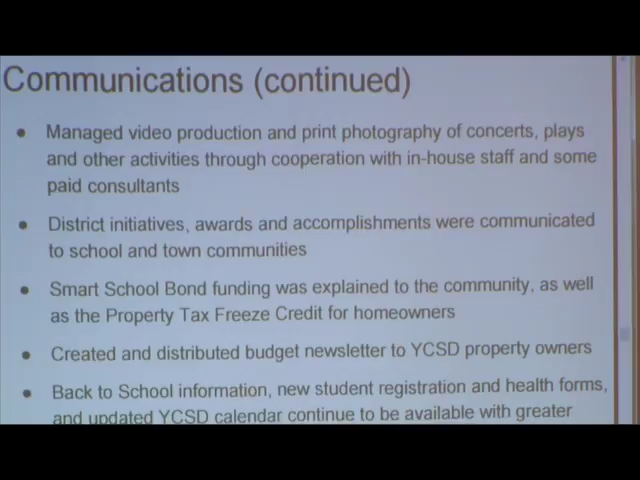 Communications (continued)
● Managed video production and print photography of concerts, plays
and other activities through cooperation with in-house staff and some
paid consultants
● District initiatives, awards and accomplishments were communicated
to school and town communities
● Smart School Bond funding was explained to the community, as well
as the Property Tax Freeze Credit for homeowners
● Created and distributed budget newsletter to YCSD property owners
● Back to School information, new student registration and health forms,
and updated YCSD calendar continue to be available with greater